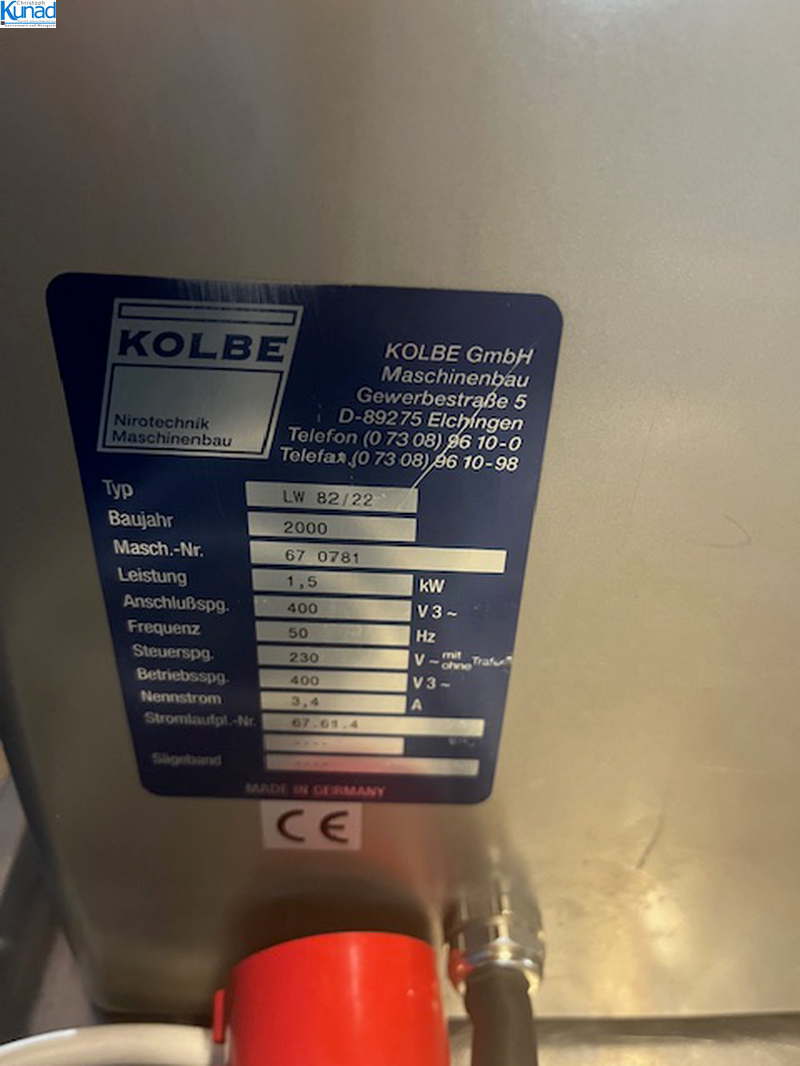 Christoph
Kunad
KOLBE
Nirotechnik
Maschinenbau
KOLBE GmbH
Maschinenbau
Gewerbestraße 5
D-89275 Elchingen
Telefon (0 73 08) 96 10-0
Telefax (0 73 08) 96 10-98
Typ LW 82/22
Baujahr 2000
Masch.-Nr. 67 0781
Leistung 1,5 kW
Anschlußspg. 400 V 3~
Frequenz 50 Hz
Steuerspg. 230 V ~ mit ohne Trafo
Betriebsspg. 400 V 3~
Nennstrom 3,4 A
Stromlaufpl.-Nr. 67.61.4
----
Sägeband ----
MADE IN GERMANY
CE